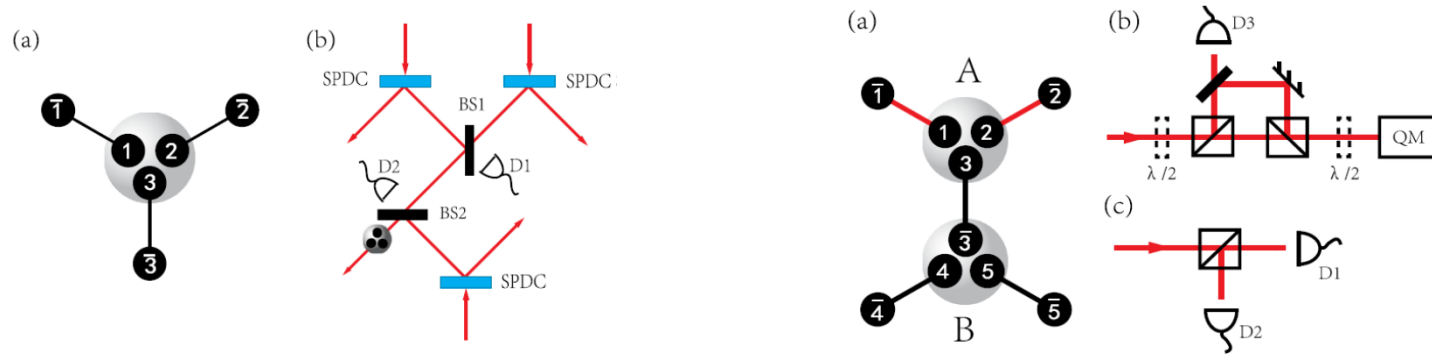 (a)
1̅
2̅
1
2
3
3̅
(b)
SPDC
SPDC
BS1
D2
D1
BS2
SPDC
(a)
A
1̅
2̅
1
2
3
3̅
4
5
4̅
5̅
B
(b)
D3
QM
λ /2
λ /2
(c)
D1
D2